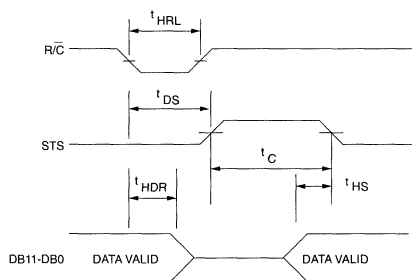 t HRL
R/C̅
t DS
STS
t C
t HS
t HDR
DB11-DB0 DATA VALID DATA VALID